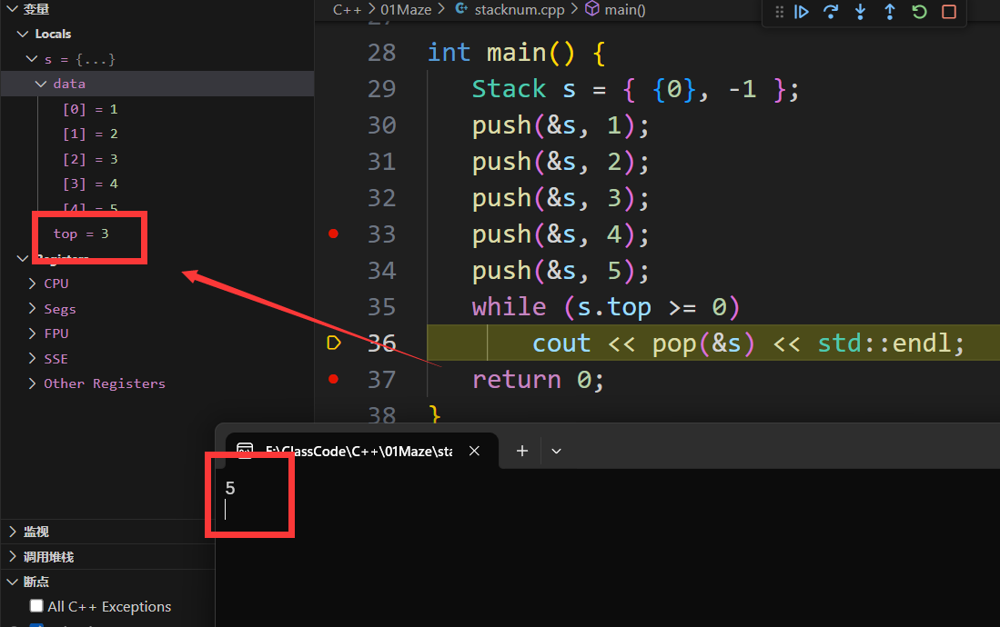 变量
Locals
s = {...}
data
[0] = 1
[1] = 2
[2] = 3
[3] = 4
[4] = 5
top = 3
Registers
CPU
Segs
FPU
SSE
Other Registers
监视
调用堆栈
断点
All C++ Exceptions
C++ > 01Maze > stacknum.cpp > main()
28 int main() {
29 Stack s = { {0}, -1 };
30 push(&s, 1);
31 push(&s, 2);
32 push(&s, 3);
33 push(&s, 4);
34 push(&s, 5);
35 while (s.top >= 0)
36 cout << pop(&s) << std::endl;
37 return 0;
38 }
E:\ClassCode\C++\01Maze\sta
5